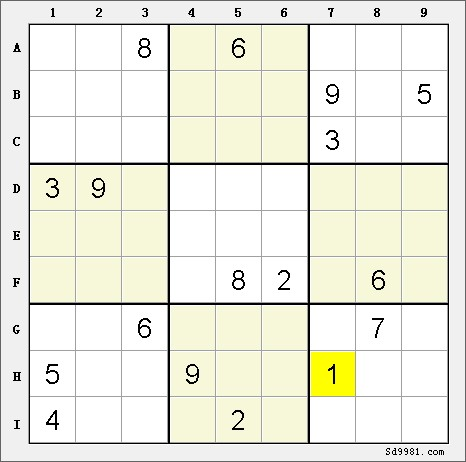 1 2 3 4 5 6 7 8 9
A 8 6
B 9 5
C 3
D 3 9
E
F 8 2 6
G 6 7
H 5 9 1
I 4 2
Sd9981.com